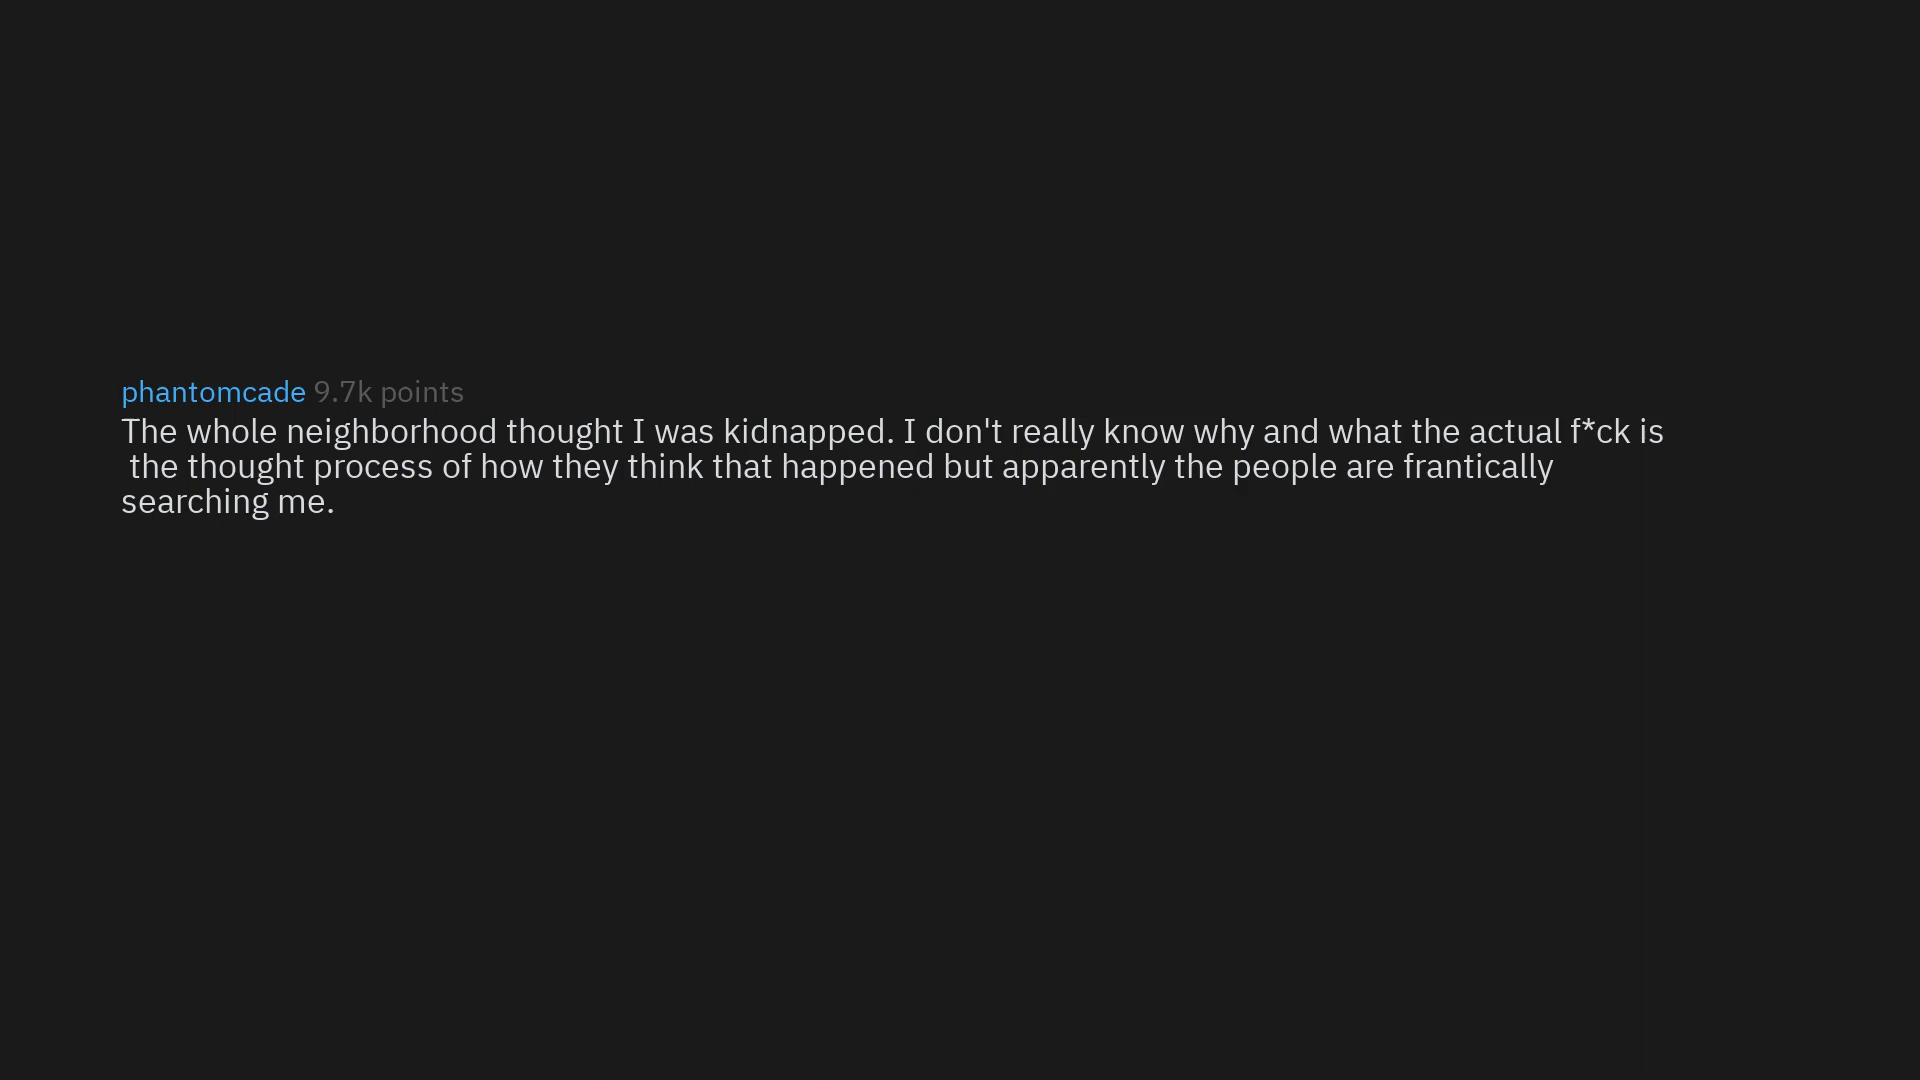 phantomcade 9.7k points
The whole neighborhood thought I was kidnapped. I don't really know why and what the actual f*ck is
the thought process of how they think that happened but apparently the people are frantically
searching me.